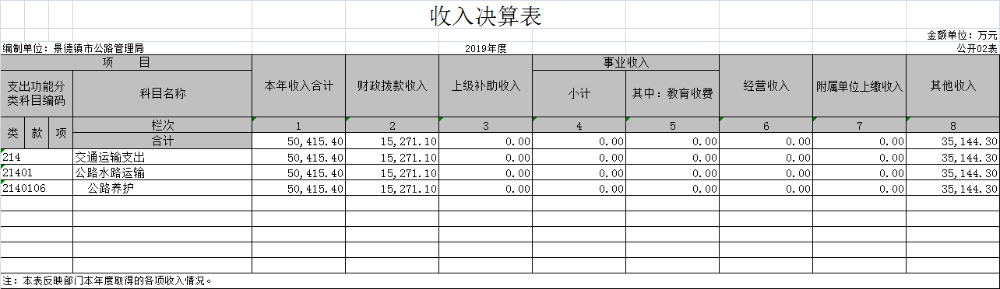 收入决算表
金额单位：万元
编制单位：景德镇市公路管理局 2019年度 公开02表
项 目 本年收入合计 财政拨款收入 上级补助收入 事业收入 经营收入 附属单位上缴收入 其他收入
支出功能分类科目编码 科目名称 小计 其中：教育收费
类 款 项 栏次 1 2 3 4 5 6 7 8
合计 50,415.40 15,271.10 0.00 0.00 0.00 0.00 0.00 35,144.30
214 交通运输支出 50,415.40 15,271.10 0.00 0.00 0.00 0.00 0.00 35,144.30
21401 公路水路运输 50,415.40 15,271.10 0.00 0.00 0.00 0.00 0.00 35,144.30
2140106 公路养护 50,415.40 15,271.10 0.00 0.00 0.00 0.00 0.00 35,144.30
注：本表反映部门本年度取得的各项收入情况。